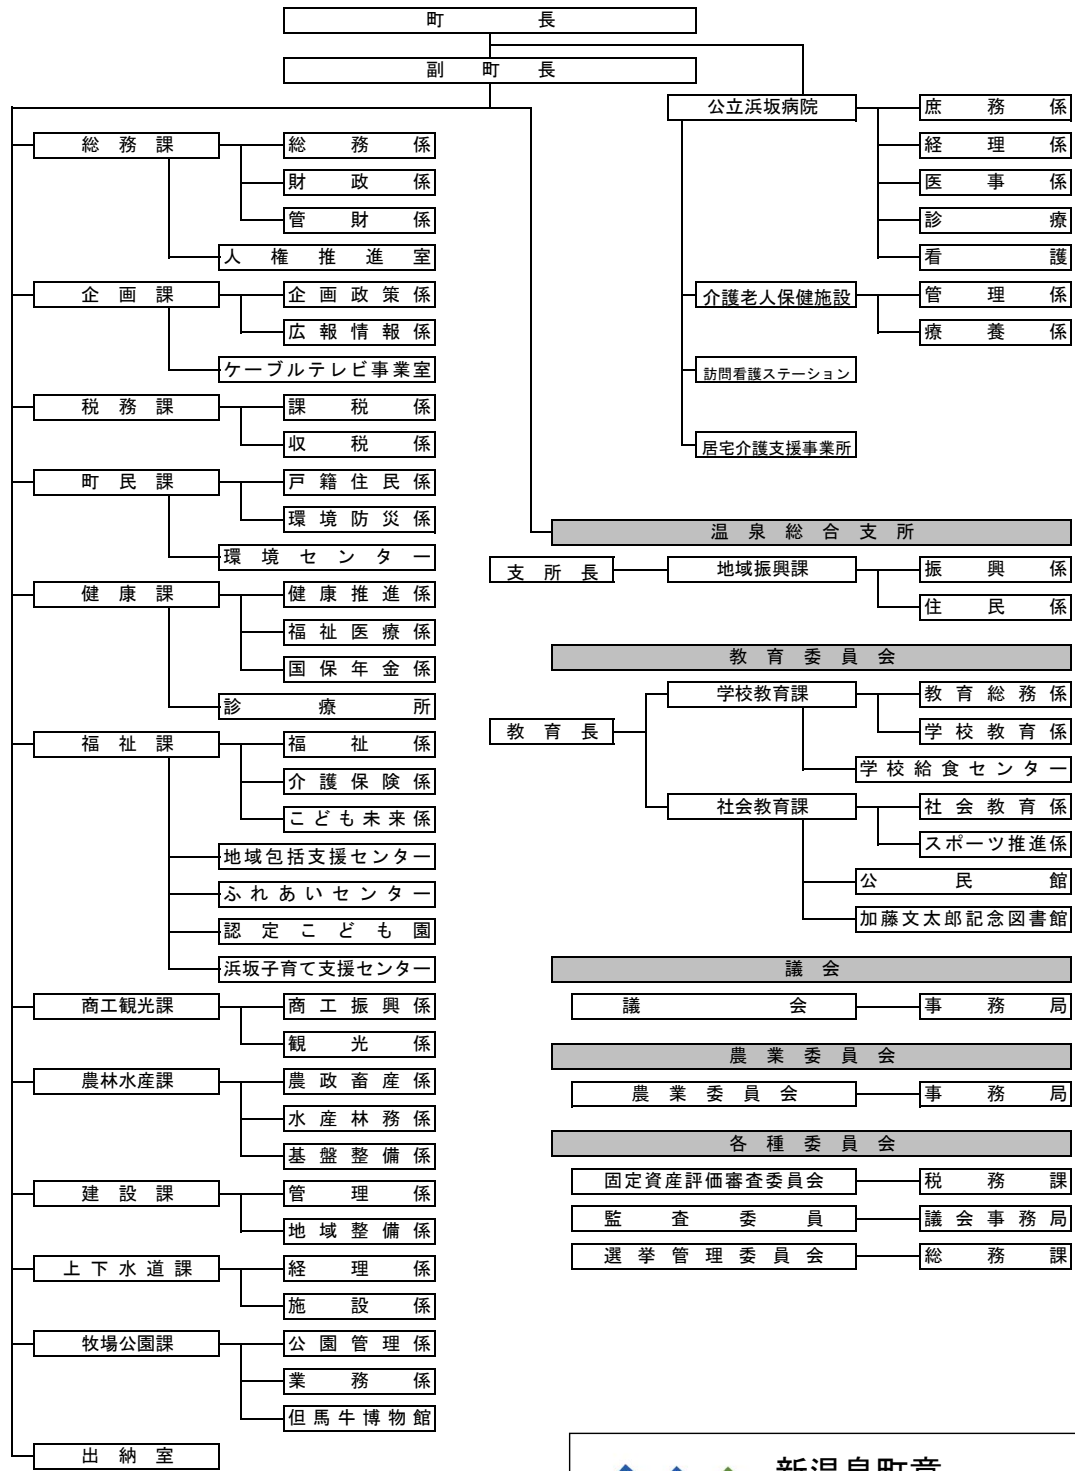 町長
副町長
総務課
総務係
財政係
管財係
人権推進室
企画課
企画政策係
広報情報係
ケーブルテレビ事業室
税務課
課税係
収税係
町民課
戸籍住民係
環境防災係
環境センター
健康課
健康推進係
福祉医療係
国保年金係
診療所
福祉課
福祉係
介護保険係
こども未来係
地域包括支援センター
ふれあいセンター
認定こども園
浜坂子育て支援センター
商工観光課
商工振興係
観光係
農林水産課
農政畜産係
水産林務係
基盤整備係
建設課
管理係
地域整備係
上下水道課
経理係
施設係
牧場公園課
公園管理係
業務係
但馬牛博物館
出納室
公立浜坂病院
庶務係
経理係
医事係
診療
看護
介護老人保健施設
管理係
療養係
訪問看護ステーション
居宅介護支援事業所
温泉総合支所
支所長
地域振興課
振興係
住民係
教育委員会
教育長
学校教育課
教育総務係
学校教育係
学校給食センター
社会教育課
社会教育係
スポーツ推進係
公民館
加藤文太郎記念図書館
議会
議会
事務局
農業委員会
農業委員会
事務局
各種委員会
固定資産評価審査委員会
税務課
監査委員
議会事務局
選挙管理委員会
総務課
新温泉町章